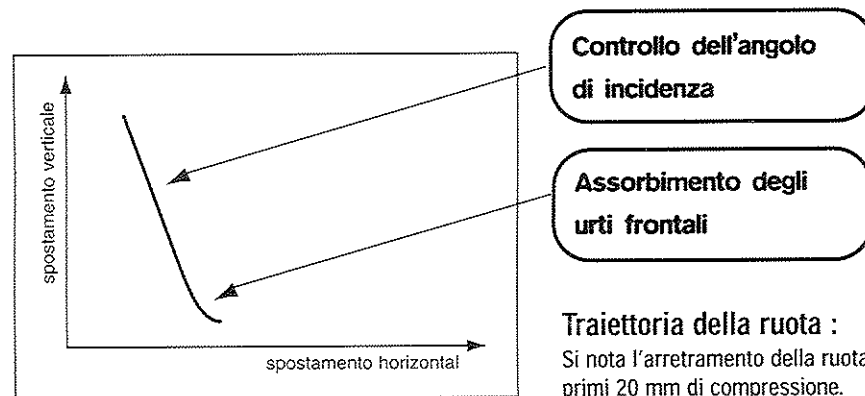 Controllo dell'angolo
di incidenza
Assorbimento degli
urti frontali
spostamento verticale
spostamento horizontal
Traiettoria della ruota :
Si nota l'arretramento della ruota
primi 20 mm di compressione.